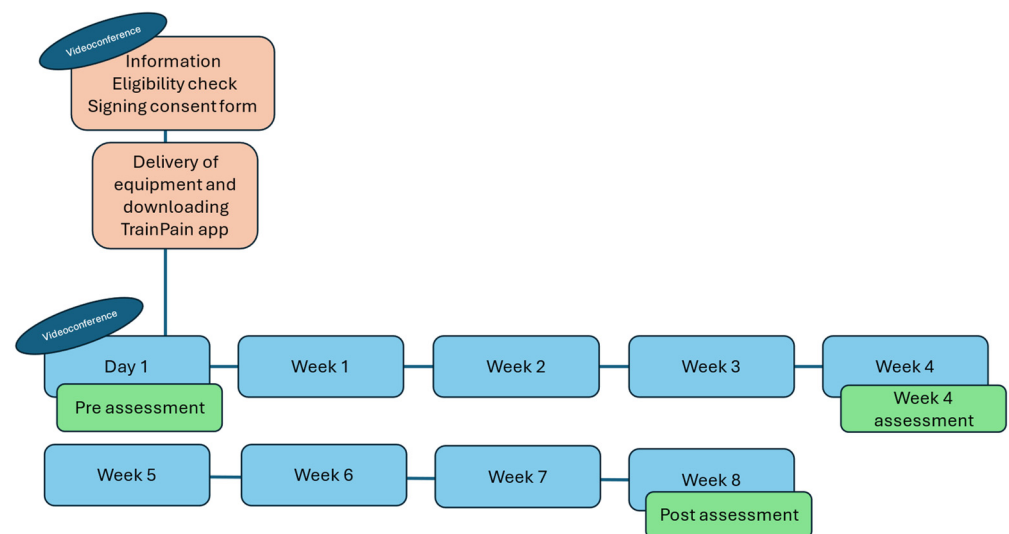 Videoconference
Information
Eligibility check
Signing consent form
Delivery of
equipment and
downloading
TrainPain app
Videoconference
Day 1
Pre assessment
Week 1
Week 2
Week 3
Week 4
Week 4
assessment
Week 5
Week 6
Week 7
Week 8
Post assessment